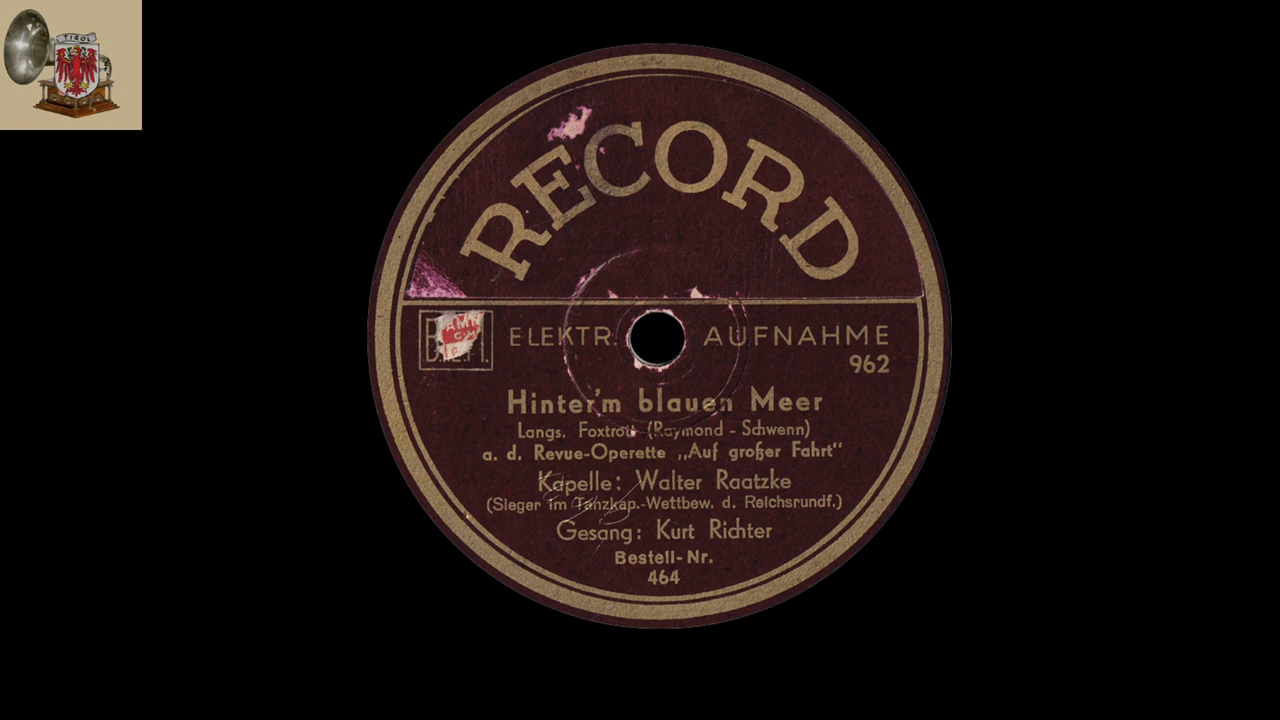 TIROL
RECORD
ELEKTR. AUFNAHME
962
Hinter'm blauen Meer
Langs. Foxtrott (Raymond - Schwenn)
a. d. Revue-Operette „Auf großer Fahrt“
Kapelle: Walter Raatzke
(Sieger im Tanzkap.-Wettbew. d. Reichsrundf.)
Gesang: Kurt Richter
Bestell-Nr.
464